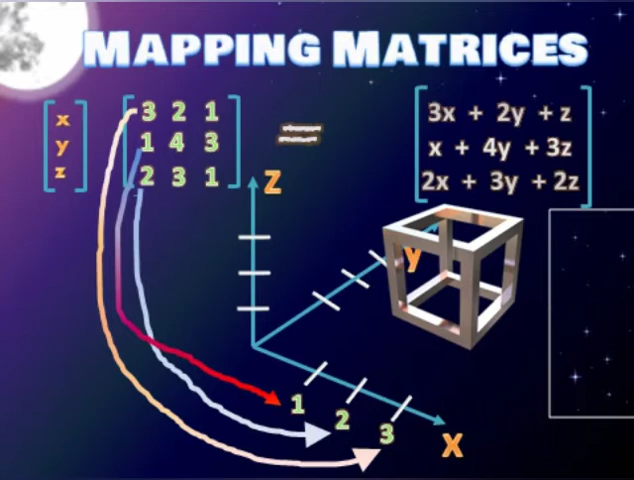 MAPPING MATRICES
x
y
z
3 2 1
1 4 3
2 3 1
=
3x + 2y + z
x + 4y + 3z
2x + 3y + 2z
Z
y
1
2
3
X